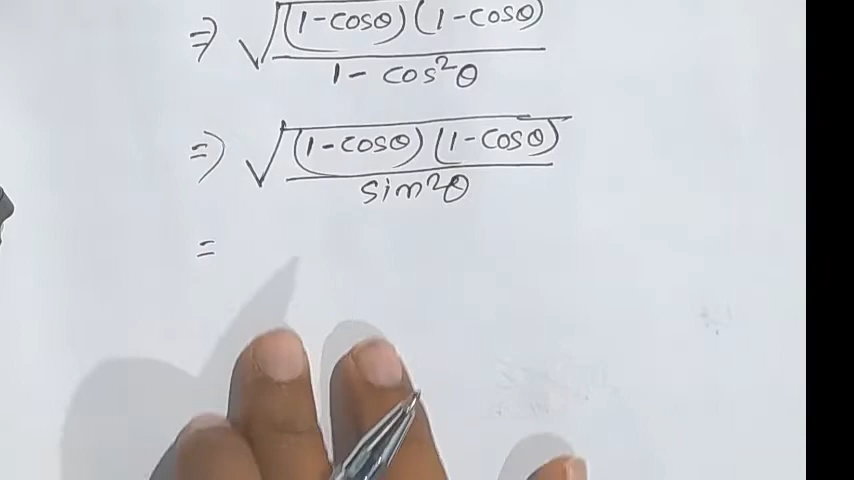 ⇒ √((1-cosθ)(1-cosθ) / 1-cos²θ)
⇒ √((1-cosθ)(1-cosθ) / sin²θ)
=